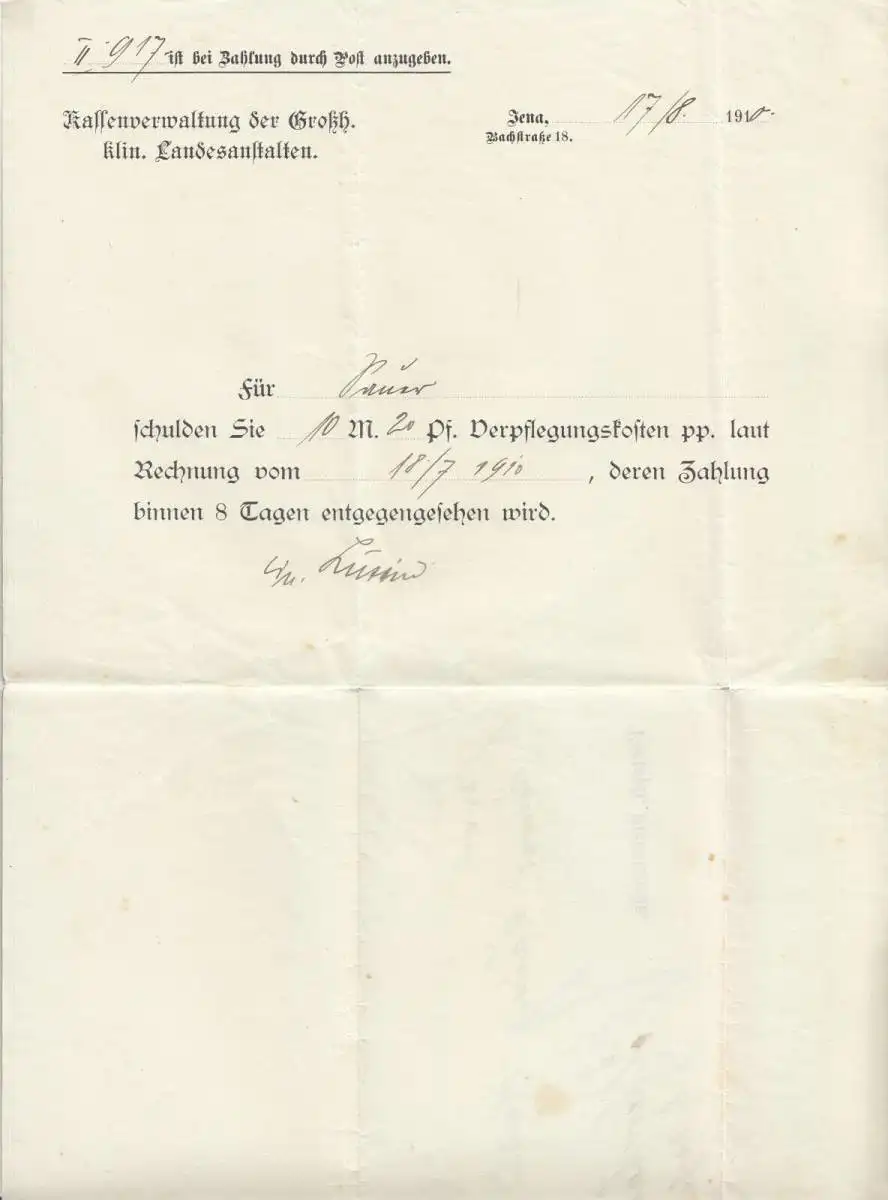 II 917 ist bei Zahlung durch Post anzugeben.
Kassenverwaltung der Großh.
klin. Landesanstalten.
Jena, 17/8. 1910.
Bachstraße 18.
Für Sauer
schulden Sie 10 M. 20 Pf. Verpflegungskosten pp. laut
Rechnung vom 18/7 1910, deren Zahlung
binnen 8 Tagen entgegengesehen wird.